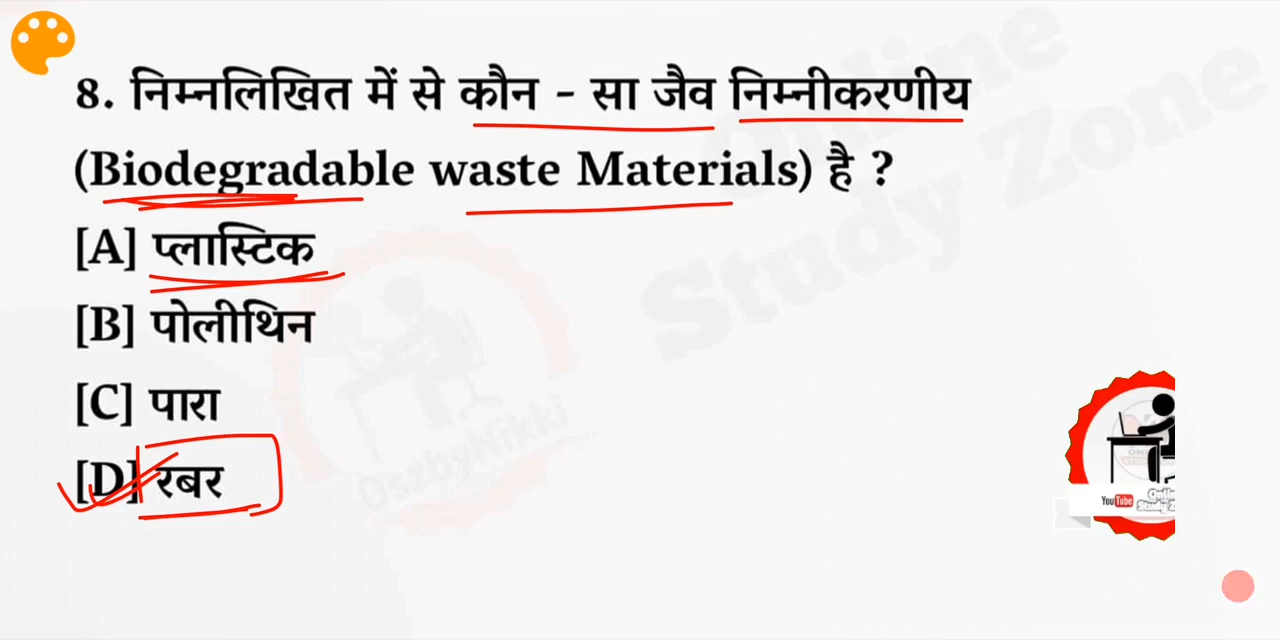 8. निम्नलिखित में से कौन - सा जैव निम्नीकरणीय
(Biodegradable waste Materials) है ?
[A] प्लास्टिक
[B] पोलीथिन
[C] पारा
[D] रबर
Online
Study Zone
OszbyNikki
YouTube